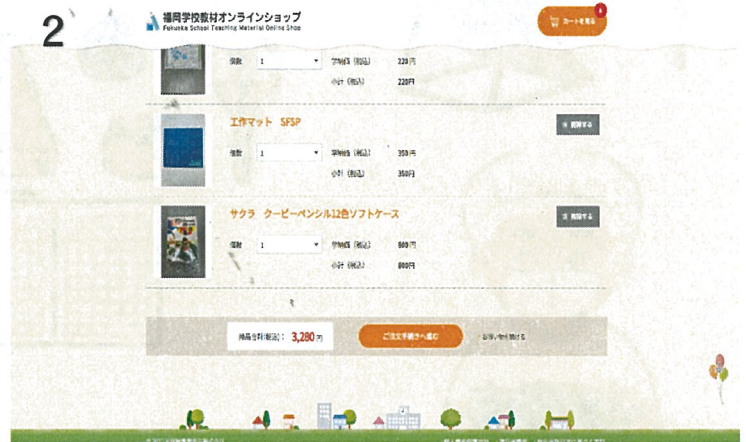 2
福岡学校教材オンラインショップ
Fukuoka School Teaching Material Online Shop
カートを見る
個数 1 学納価（税込） 220円
小計（税込） 220円
工作マット SFSP
削除する
個数 1 学納価（税込） 350円
小計（税込） 350円
サクラ クーピーペンシル12色ソフトケース
削除する
個数 1 学納価（税込） 800円
小計（税込） 800円
商品合計(税込)： 3,280円
ご注文手続きへ進む
お買い物を続ける